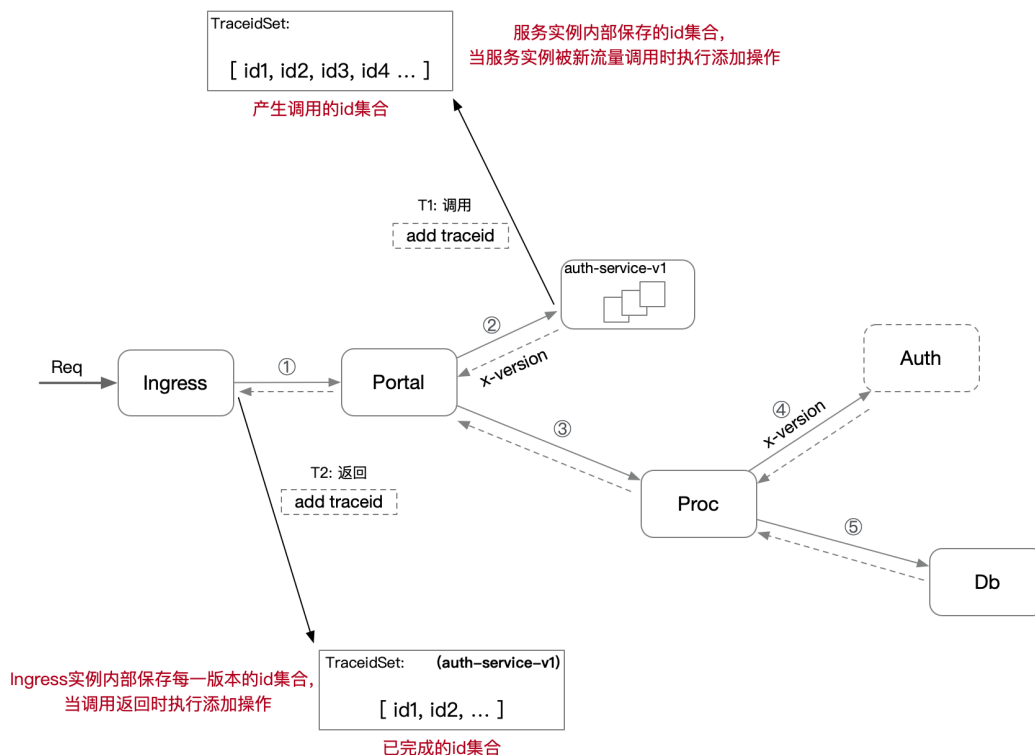 TraceidSet:
[ id1, id2, id3, id4 ... ]
产生调用的id集合
服务实例内部保存的id集合，
当服务实例被新流量调用时执行添加操作
T1: 调用
add traceid
auth-service-v1
②
x-version
Req
Ingress
①
Portal
Auth
④
x-version
③
T2: 返回
add traceid
Proc
⑤
Db
TraceidSet:
(auth-service-v1)
[ id1, id2, ... ]
已完成的id集合
Ingress实例内部保存每一版本的id集合，
当调用返回时执行添加操作